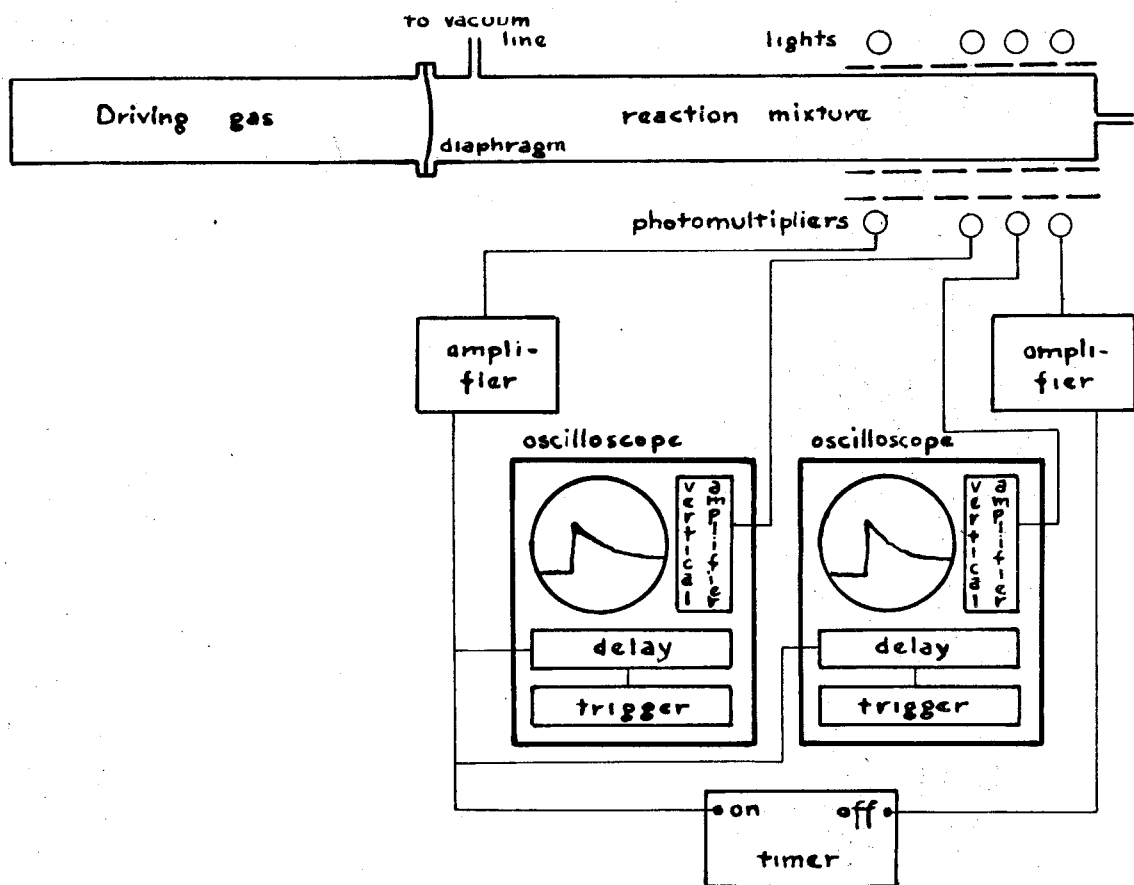 to vacuum
line
lights
Driving gas
diaphragm
reaction mixture
photomultipliers
ampli-
fier
ampli-
fier
oscilloscope
oscilloscope
vertical
amplifier
vertical
amplifier
delay
delay
trigger
trigger
on
off
timer